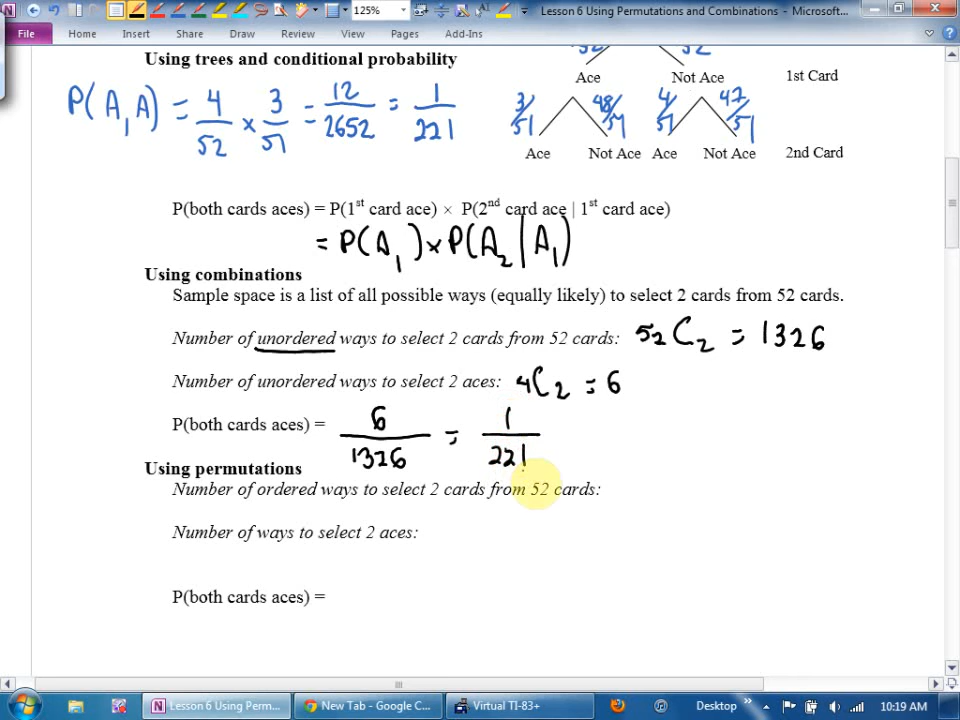 Lesson 6 Using Permutations and Combinations - Microsoft...
125%
File Home Insert Share Draw Review View Pages Add-Ins
52 52
Using trees and conditional probability
Ace Not Ace 1st Card
P(A,A) = 4/52 × 3/51 = 12/2652 = 1/221
3/51 48/51 4/51 47/51
Ace Not Ace Ace Not Ace 2nd Card
P(both cards aces) = P(1st card ace) × P(2nd card ace | 1st card ace)
= P(A1) × P(A2 | A1)
Using combinations
Sample space is a list of all possible ways (equally likely) to select 2 cards from 52 cards.
Number of unordered ways to select 2 cards from 52 cards: 52C2 = 1326
Number of unordered ways to select 2 aces: 4C2 = 6
P(both cards aces) = 6/1326 = 1/221
Using permutations
Number of ordered ways to select 2 cards from 52 cards:
Number of ways to select 2 aces:
P(both cards aces) =
Lesson 6 Using Perm... New Tab - Google C... Virtual TI-83+ Desktop 10:19 AM